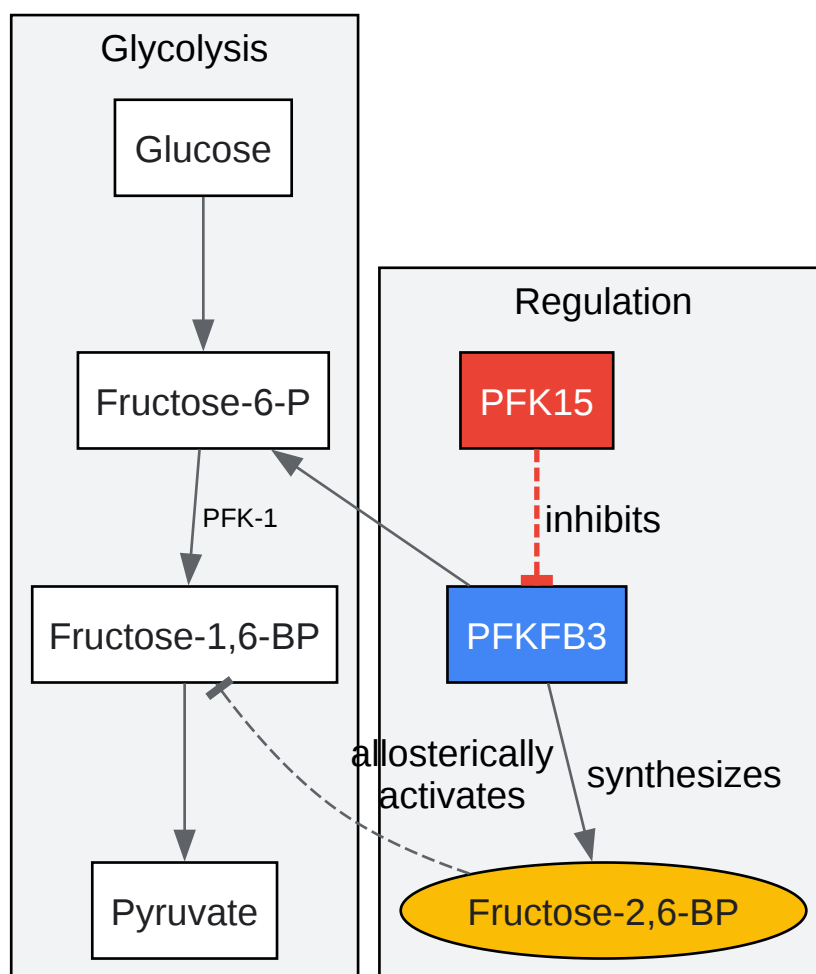 Glycolysis
Glucose
Regulation
Fructose-6-P
PFK15
PFK-1
inhibits
Fructose-1,6-BP
PFKFB3
allosterically
activates
synthesizes
Pyruvate
Fructose-2,6-BP